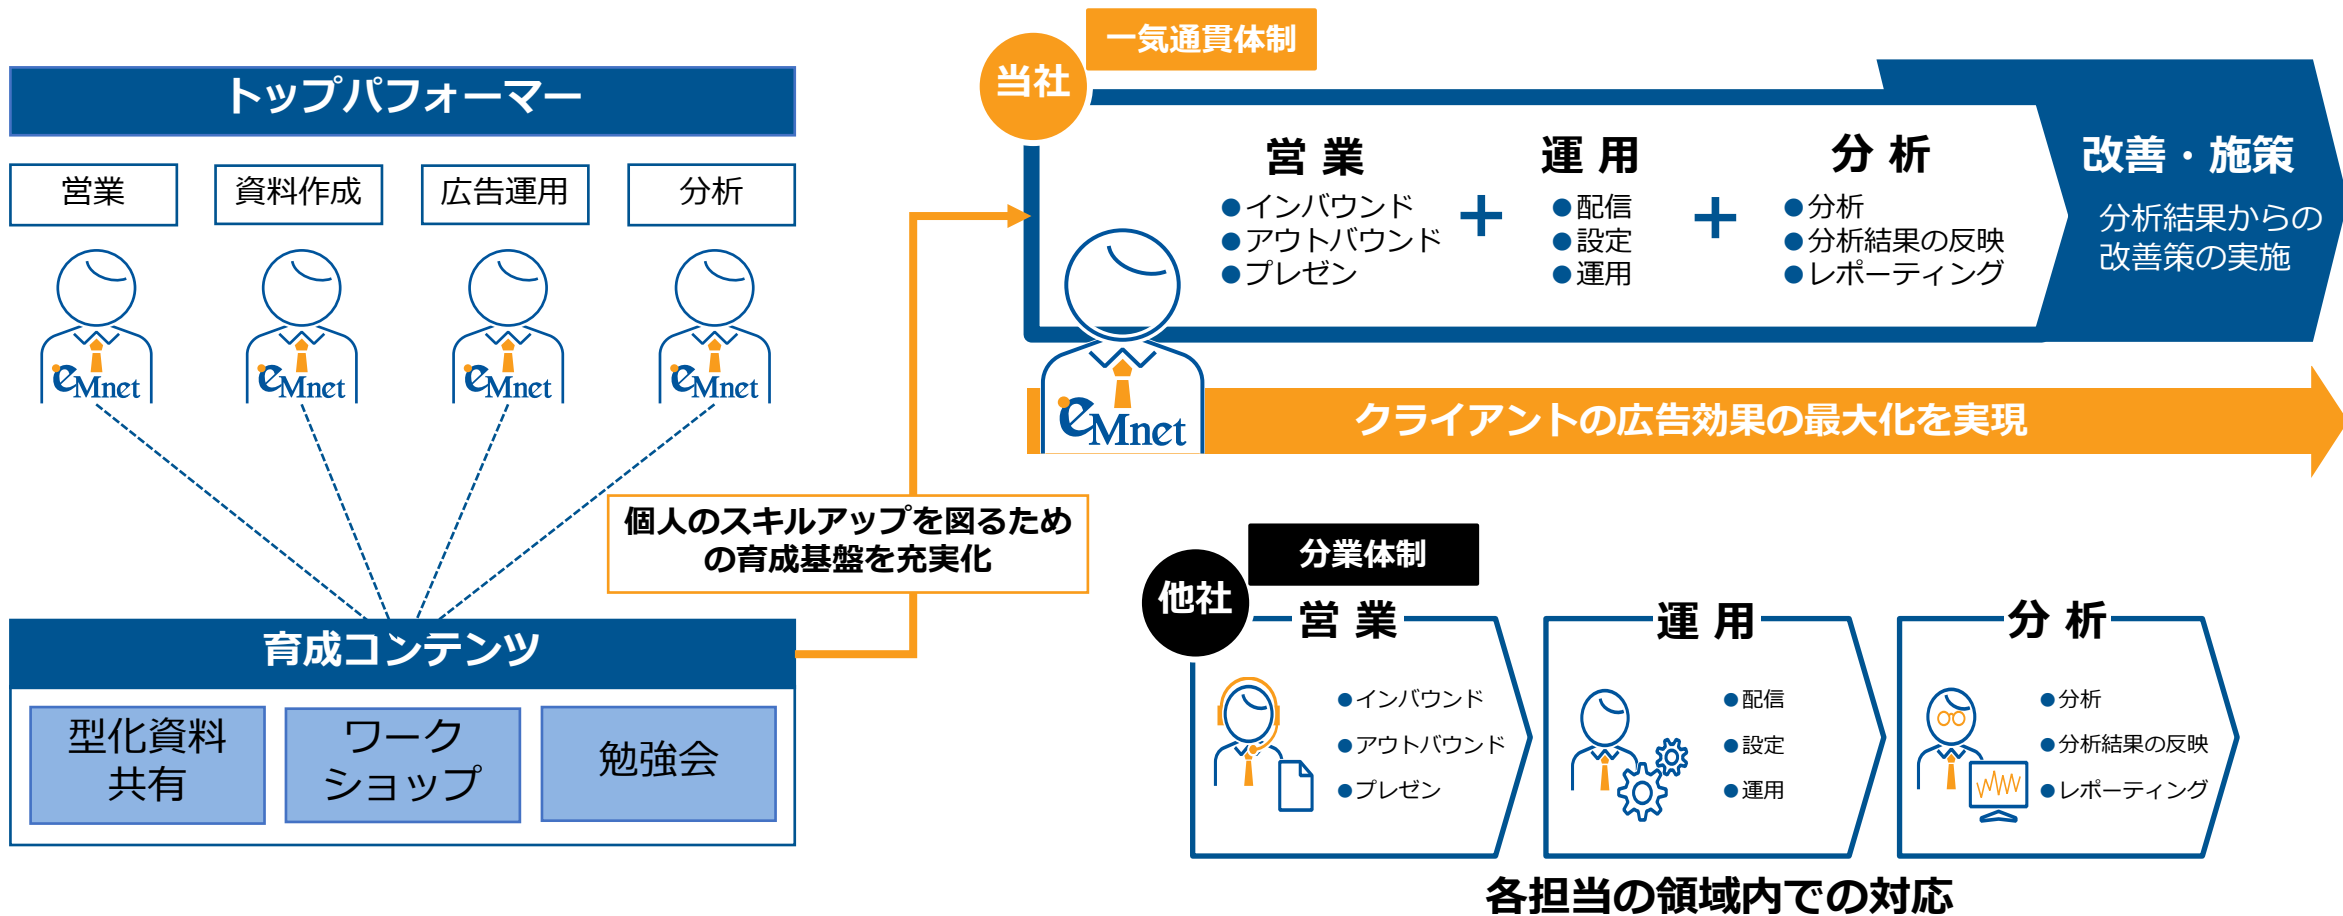 トップパフォーマー
営業
資料作成
広告運用
分析
eMnet
eMnet
eMnet
eMnet
個人のスキルアップを図るため
の育成基盤を充実化
育成コンテンツ
型化資料
共有
ワーク
ショップ
勉強会
一気通貫体制
当社
営 業
●インバウンド
●アウトバウンド
●プレゼン
+
運 用
●配信
●設定
●運用
+
分 析
●分析
●分析結果の反映
●レポーティング
改善・施策
分析結果からの
改善策の実施
eMnet
クライアントの広告効果の最大化を実現
分業体制
他社
営 業
●インバウンド
●アウトバウンド
●プレゼン
運 用
●配信
●設定
●運用
分 析
●分析
●分析結果の反映
●レポーティング
各担当の領域内での対応